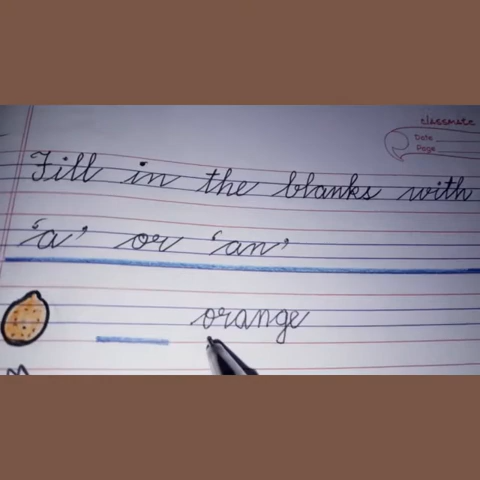 classmate
Date
Page
Fill in the blanks with
'a' or 'an'
orange